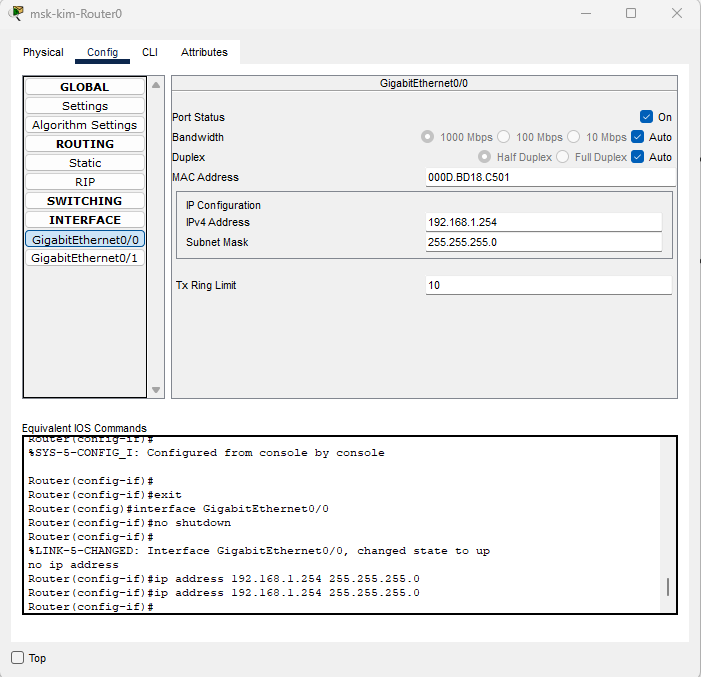 msk-kim-Router0
Physical Config CLI Attributes
GLOBAL
Settings
Algorithm Settings
ROUTING
Static
RIP
SWITCHING
INTERFACE
GigabitEthernet0/0
GigabitEthernet0/1
GigabitEthernet0/0
Port Status On
Bandwidth 1000 Mbps 100 Mbps 10 Mbps Auto
Duplex Half Duplex Full Duplex Auto
MAC Address 000D.BD18.C501
IP Configuration
IPv4 Address 192.168.1.254
Subnet Mask 255.255.255.0
Tx Ring Limit 10
Equivalent IOS Commands
Router(config-if)#
%SYS-5-CONFIG_I: Configured from console by console
Router(config-if)#
Router(config-if)#exit
Router(config)#interface GigabitEthernet0/0
Router(config-if)#no shutdown
Router(config-if)#
%LINK-5-CHANGED: Interface GigabitEthernet0/0, changed state to up
no ip address
Router(config-if)#ip address 192.168.1.254 255.255.255.0
Router(config-if)#ip address 192.168.1.254 255.255.255.0
Router(config-if)#
Top